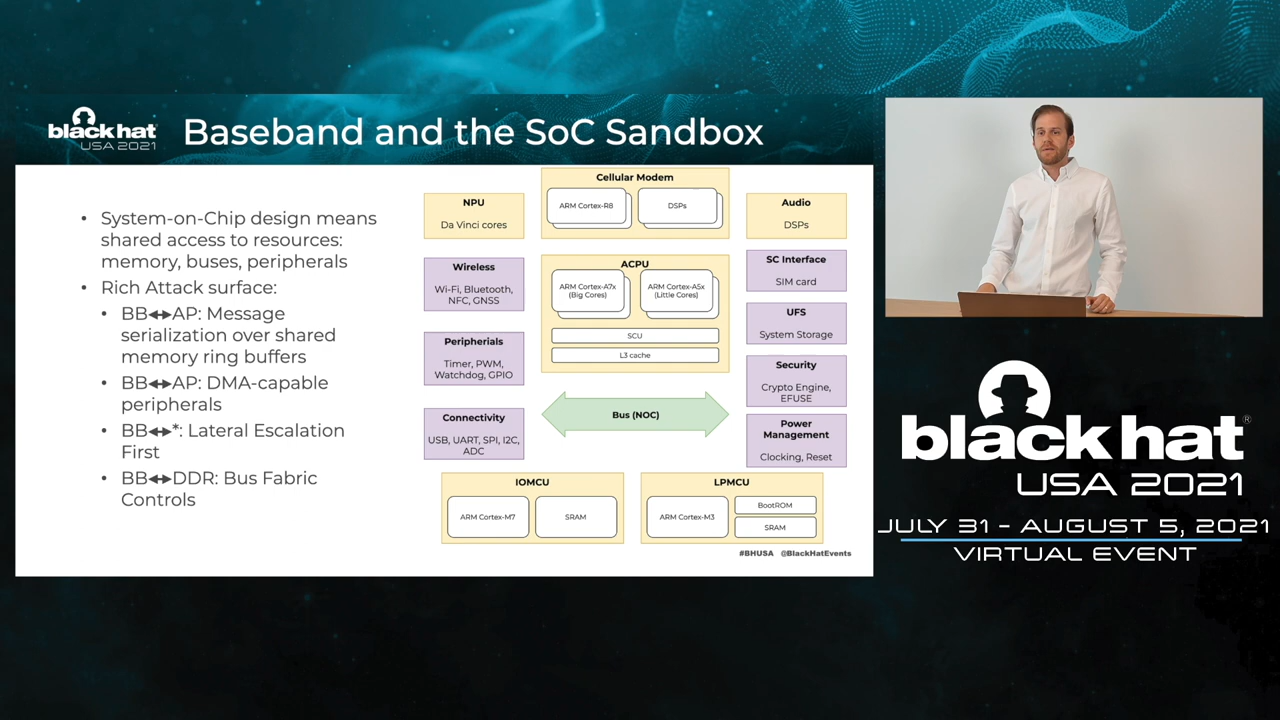 black hat
USA 2021
Baseband and the SoC Sandbox
• System-on-Chip design means
shared access to resources:
memory, buses, peripherals
• Rich Attack surface:
• BB↔AP: Message
serialization over shared
memory ring buffers
• BB↔AP: DMA-capable
peripherals
• BB↔*: Lateral Escalation
First
• BB↔DDR: Bus Fabric
Controls
NPU
Da Vinci cores
Cellular Modem
ARM Cortex-R8
DSPs
Audio
DSPs
Wireless
Wi-Fi, Bluetooth,
NFC, GNSS
ACPU
ARM Cortex-A7x
(Big Cores)
ARM Cortex-A5x
(Little Cores)
SCU
L3 cache
SC Interface
SIM card
UFS
System Storage
Peripherials
Timer, PWM,
Watchdog, GPIO
Security
Crypto Engine,
EFUSE
Connectivity
USB, UART, SPI, I2C,
ADC
Bus (NOC)
Power
Management
Clocking, Reset
IOMCU
ARM Cortex-M7
SRAM
LPMCU
ARM Cortex-M3
BootROM
SRAM
#BHUSA @BlackHatEvents
black hat®
USA 2021
JULY 31 - AUGUST 5, 2021
VIRTUAL EVENT